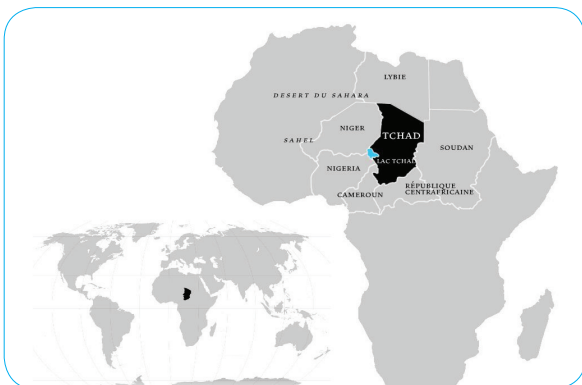 LYBIE
DESERT DU SAHARA
NIGER
TCHAD
SAHEL
SOUDAN
NIGERIA
LAC TCHAD
RÉPUBLIQUE
CENTRAFRICAINE
CAMEROUN